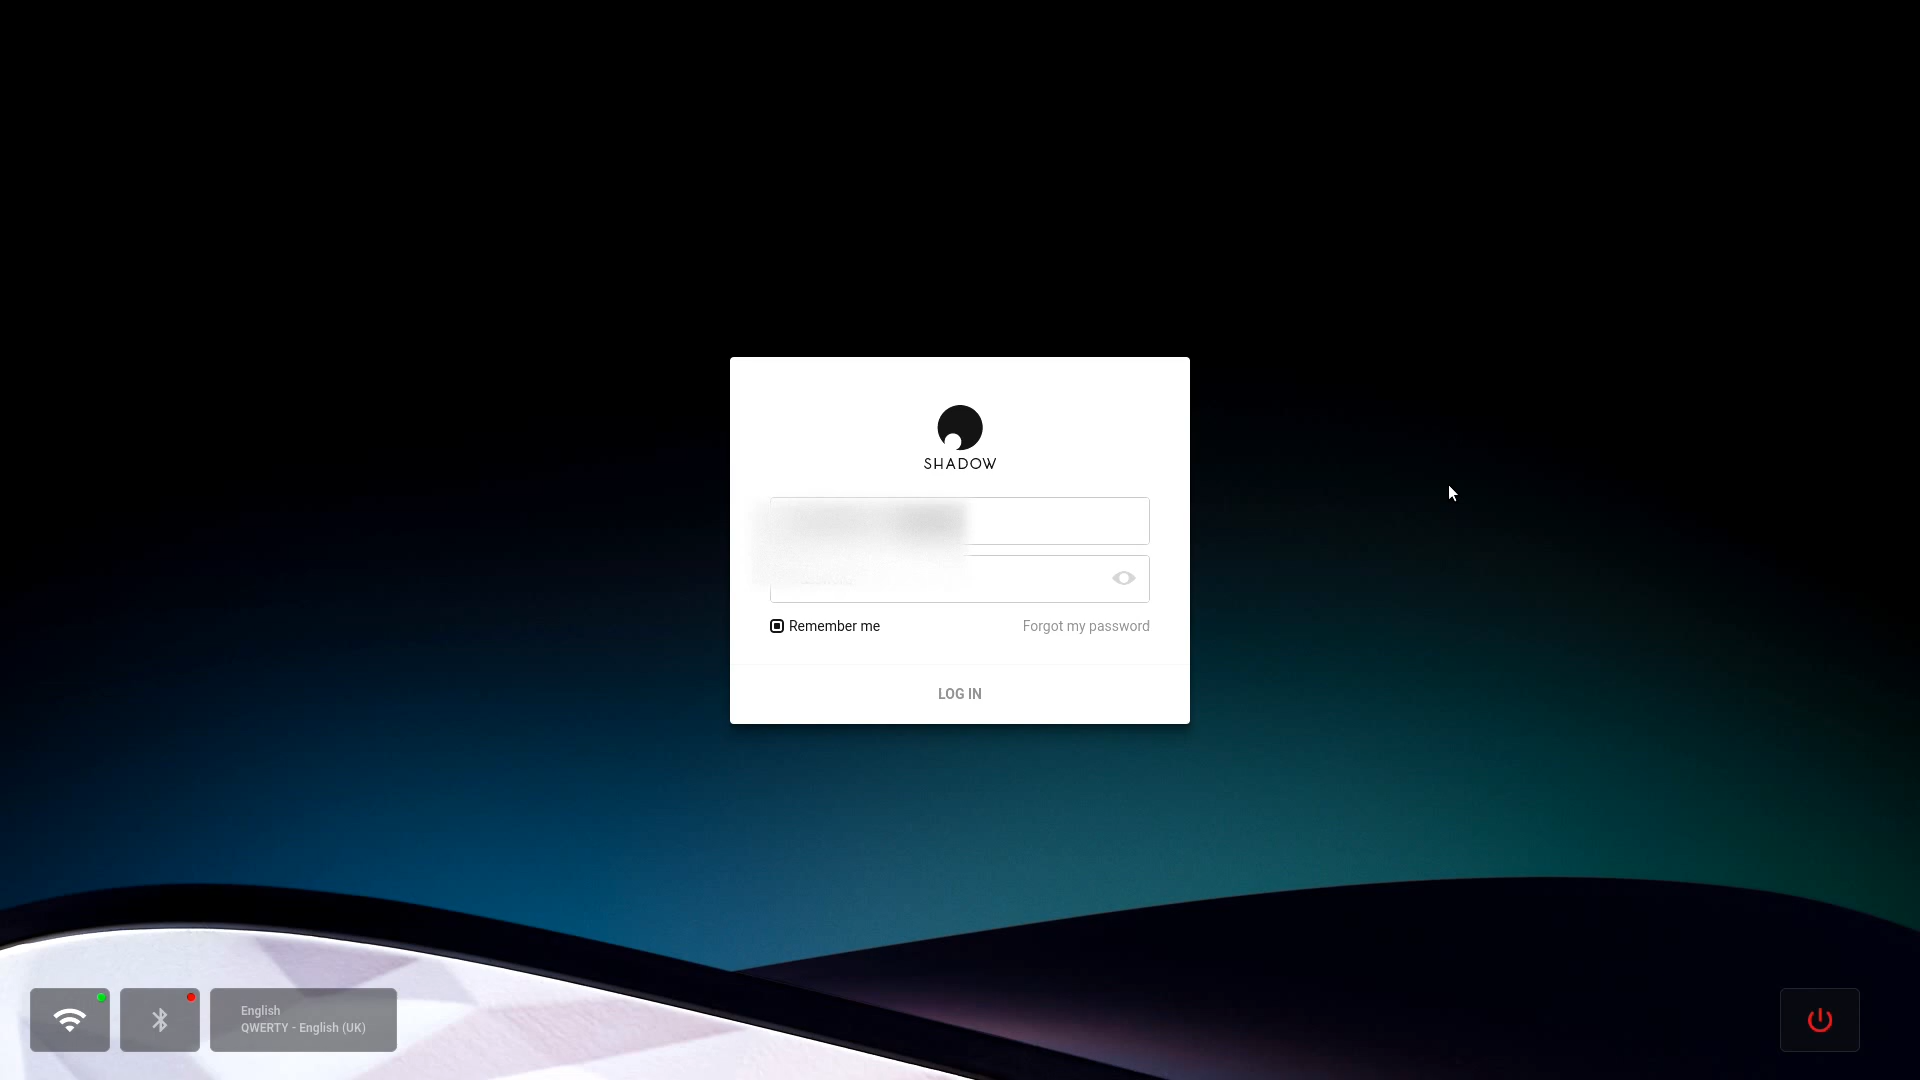 SHADOW
Remember me
Forgot my password
LOG IN
English
QWERTY - English (UK)